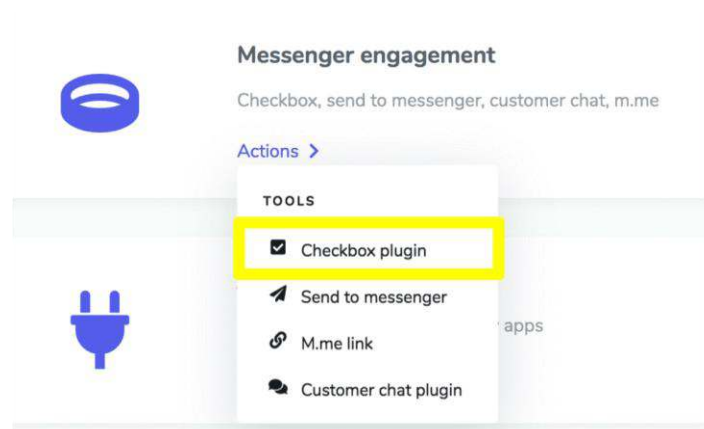 Messenger engagement
Checkbox, send to messenger, customer chat, m.me
Actions
TOOLS
Checkbox plugin
Send to messenger
apps
M.me link
Customer chat plugin